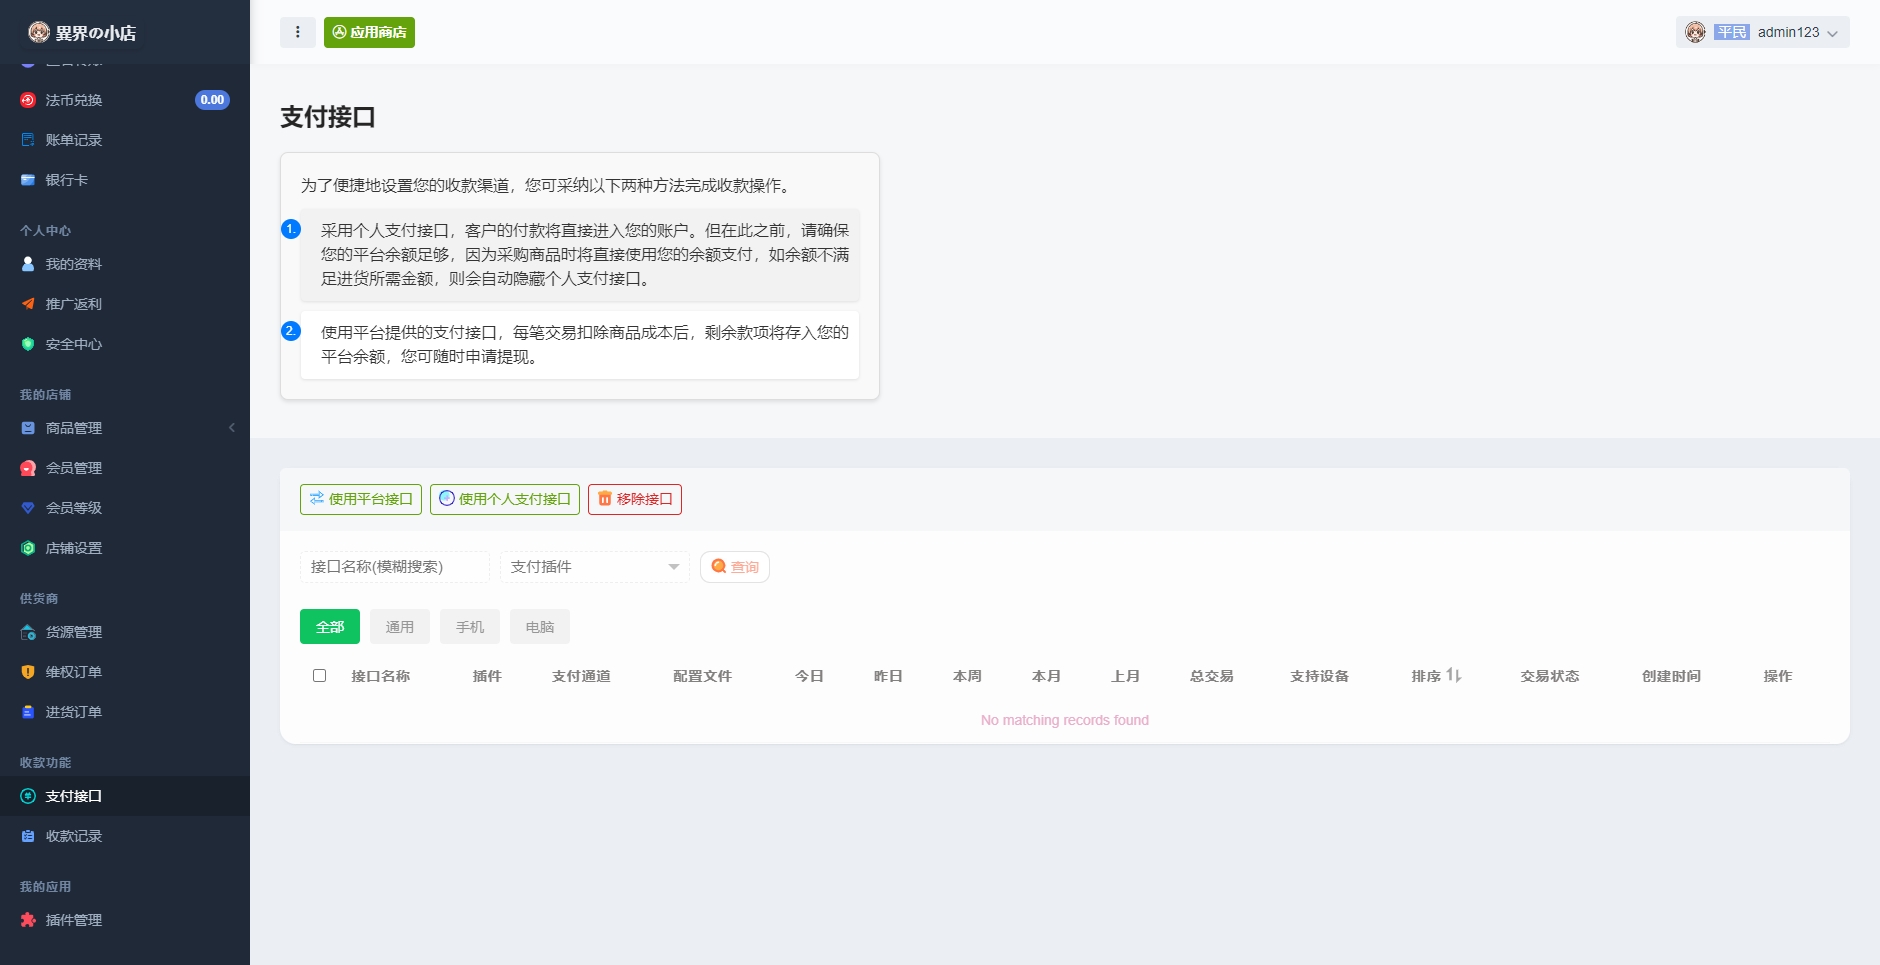 異界の小店
应用商店
平民 admin123
法币兑换 0.00
账单记录
银行卡
个人中心
我的资料
推广返利
安全中心
我的店铺
商品管理
会员管理
会员等级
店铺设置
供货商
货源管理
维权订单
进货订单
收款功能
支付接口
收款记录
我的应用
插件管理
支付接口
为了便捷地设置您的收款渠道，您可采纳以下两种方法完成收款操作。
1. 采用个人支付接口，客户的付款将直接进入您的账户。但在此之前，请确保
您的平台余额足够，因为采购商品时将直接使用您的余额支付，如余额不满
足进货所需金额，则会自动隐藏个人支付接口。
2. 使用平台提供的支付接口，每笔交易扣除商品成本后，剩余款项将存入您的
平台余额，您可随时申请提现。
使用平台接口 使用个人支付接口 移除接口
接口名称(模糊搜索) 支付插件 查询
全部 通用 手机 电脑
接口名称 插件 支付通道 配置文件 今日 昨日 本周 本月 上月 总交易 支持设备 排序 交易状态 创建时间 操作
No matching records found